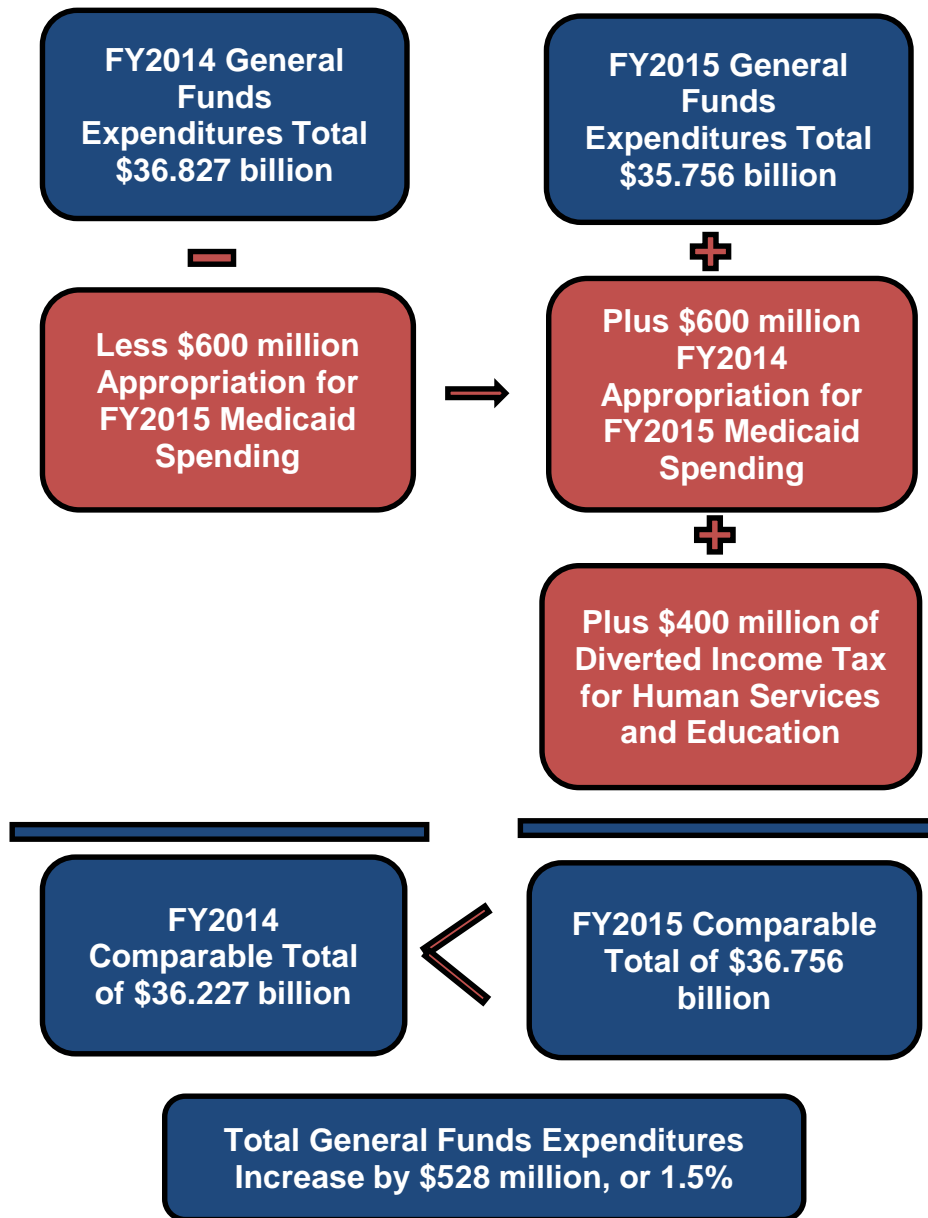 FY2014 General
Funds
Expenditures Total
$36.827 billion
FY2015 General
Funds
Expenditures Total
$35.756 billion
Less $600 million
Appropriation for
FY2015 Medicaid
Spending
Plus $600 million
FY2014
Appropriation for
FY2015 Medicaid
Spending
Plus $400 million of
Diverted Income Tax
for Human Services
and Education
FY2014
Comparable Total
of $36.227 billion
FY2015 Comparable
Total of $36.756
billion
Total General Funds Expenditures
Increase by $528 million, or 1.5%